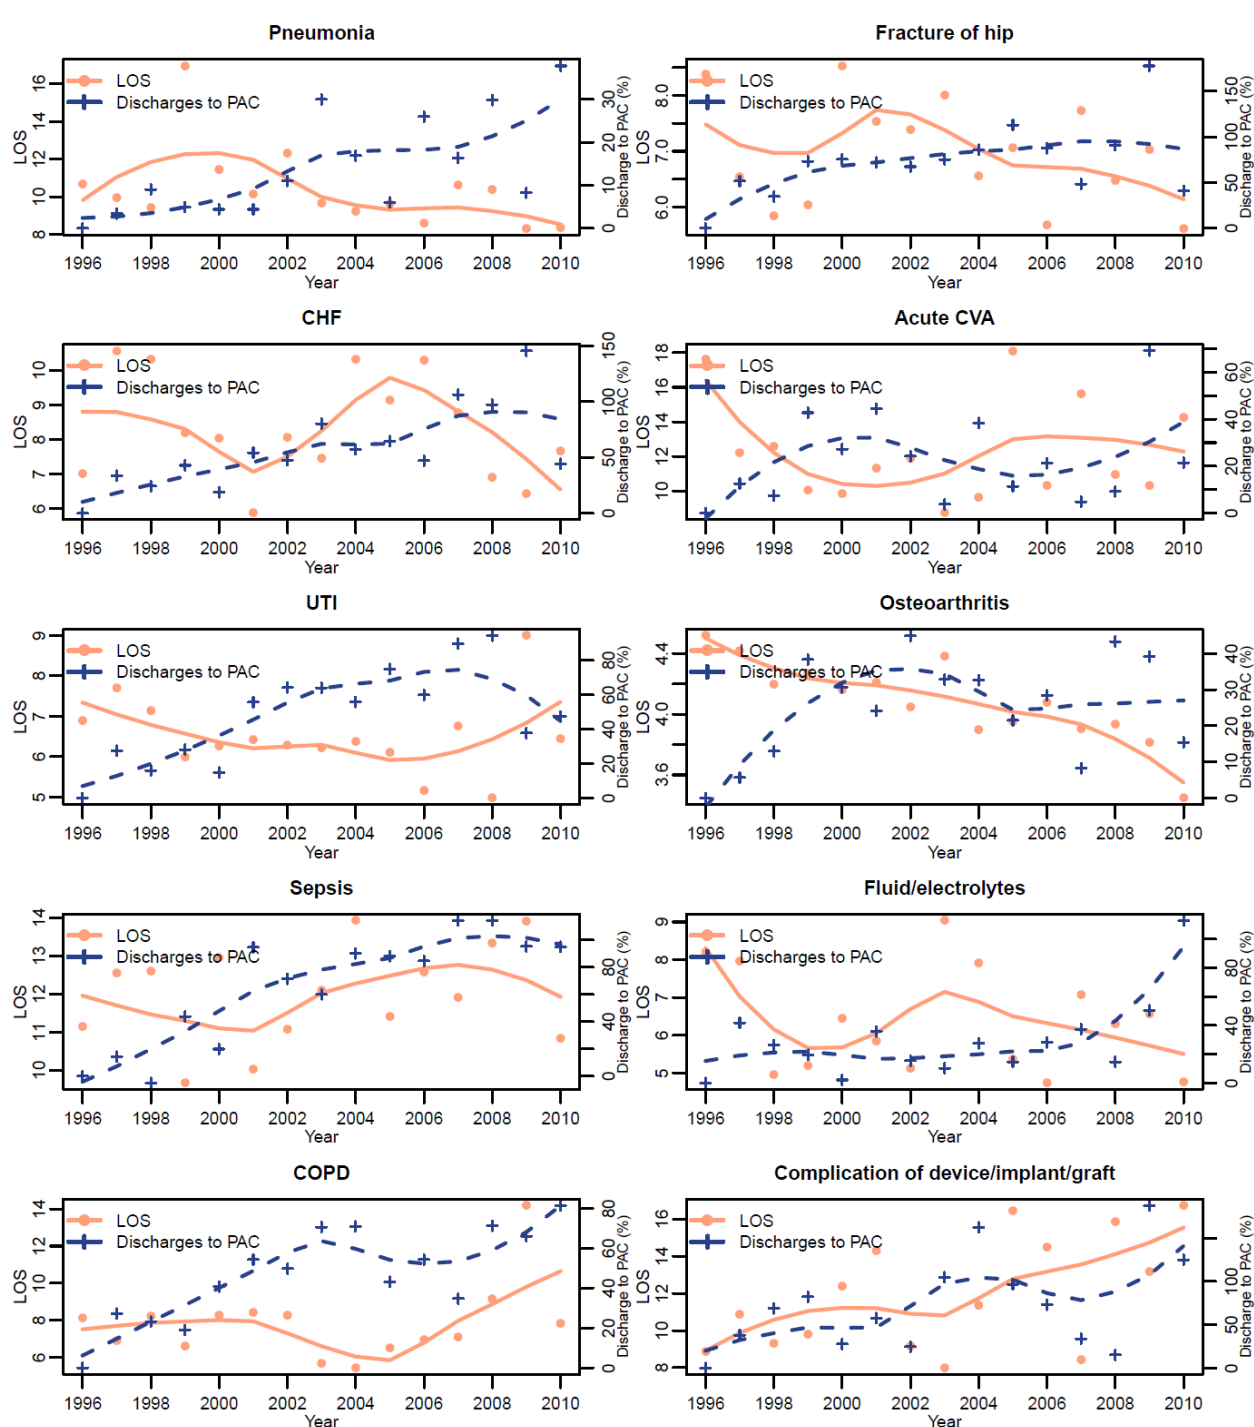 Pneumonia
LOS
Discharges to PAC
LOS
16
14
12
10
8
Discharge to PAC (%)
30
20
10
0
1996 1998 2000 2002 2004 2006 2008 2010
Year
Fracture of hip
LOS
Discharges to PAC
LOS
8.0
7.0
6.0
Discharge to PAC (%)
150
100
50
0
1996 1998 2000 2002 2004 2006 2008 2010
Year
CHF
LOS
Discharges to PAC
LOS
10
9
8
7
6
Discharge to PAC (%)
150
100
50
0
1996 1998 2000 2002 2004 2006 2008 2010
Year
Acute CVA
LOS
Discharges to PAC
LOS
18
16
14
12
10
Discharge to PAC (%)
60
40
20
0
1996 1998 2000 2002 2004 2006 2008 2010
Year
UTI
LOS
Discharges to PAC
LOS
9
8
7
6
5
Discharge to PAC (%)
80
60
40
20
0
1996 1998 2000 2002 2004 2006 2008 2010
Year
Osteoarthritis
LOS
Discharges to PAC
LOS
4.4
4.0
3.6
Discharge to PAC (%)
40
30
20
10
0
1996 1998 2000 2002 2004 2006 2008 2010
Year
Sepsis
LOS
Discharges to PAC
LOS
14
13
12
11
10
Discharge to PAC (%)
80
40
0
1996 1998 2000 2002 2004 2006 2008 2010
Year
Fluid/electrolytes
LOS
Discharges to PAC
LOS
9
8
7
6
5
Discharge to PAC (%)
80
40
0
1996 1998 2000 2002 2004 2006 2008 2010
Year
COPD
LOS
Discharges to PAC
LOS
14
12
10
8
6
Discharge to PAC (%)
80
60
40
20
0
1996 1998 2000 2002 2004 2006 2008 2010
Year
Complication of device/implant/graft
LOS
Discharges to PAC
LOS
16
14
12
10
8
Discharge to PAC (%)
150
100
50
0
1996 1998 2000 2002 2004 2006 2008 2010
Year